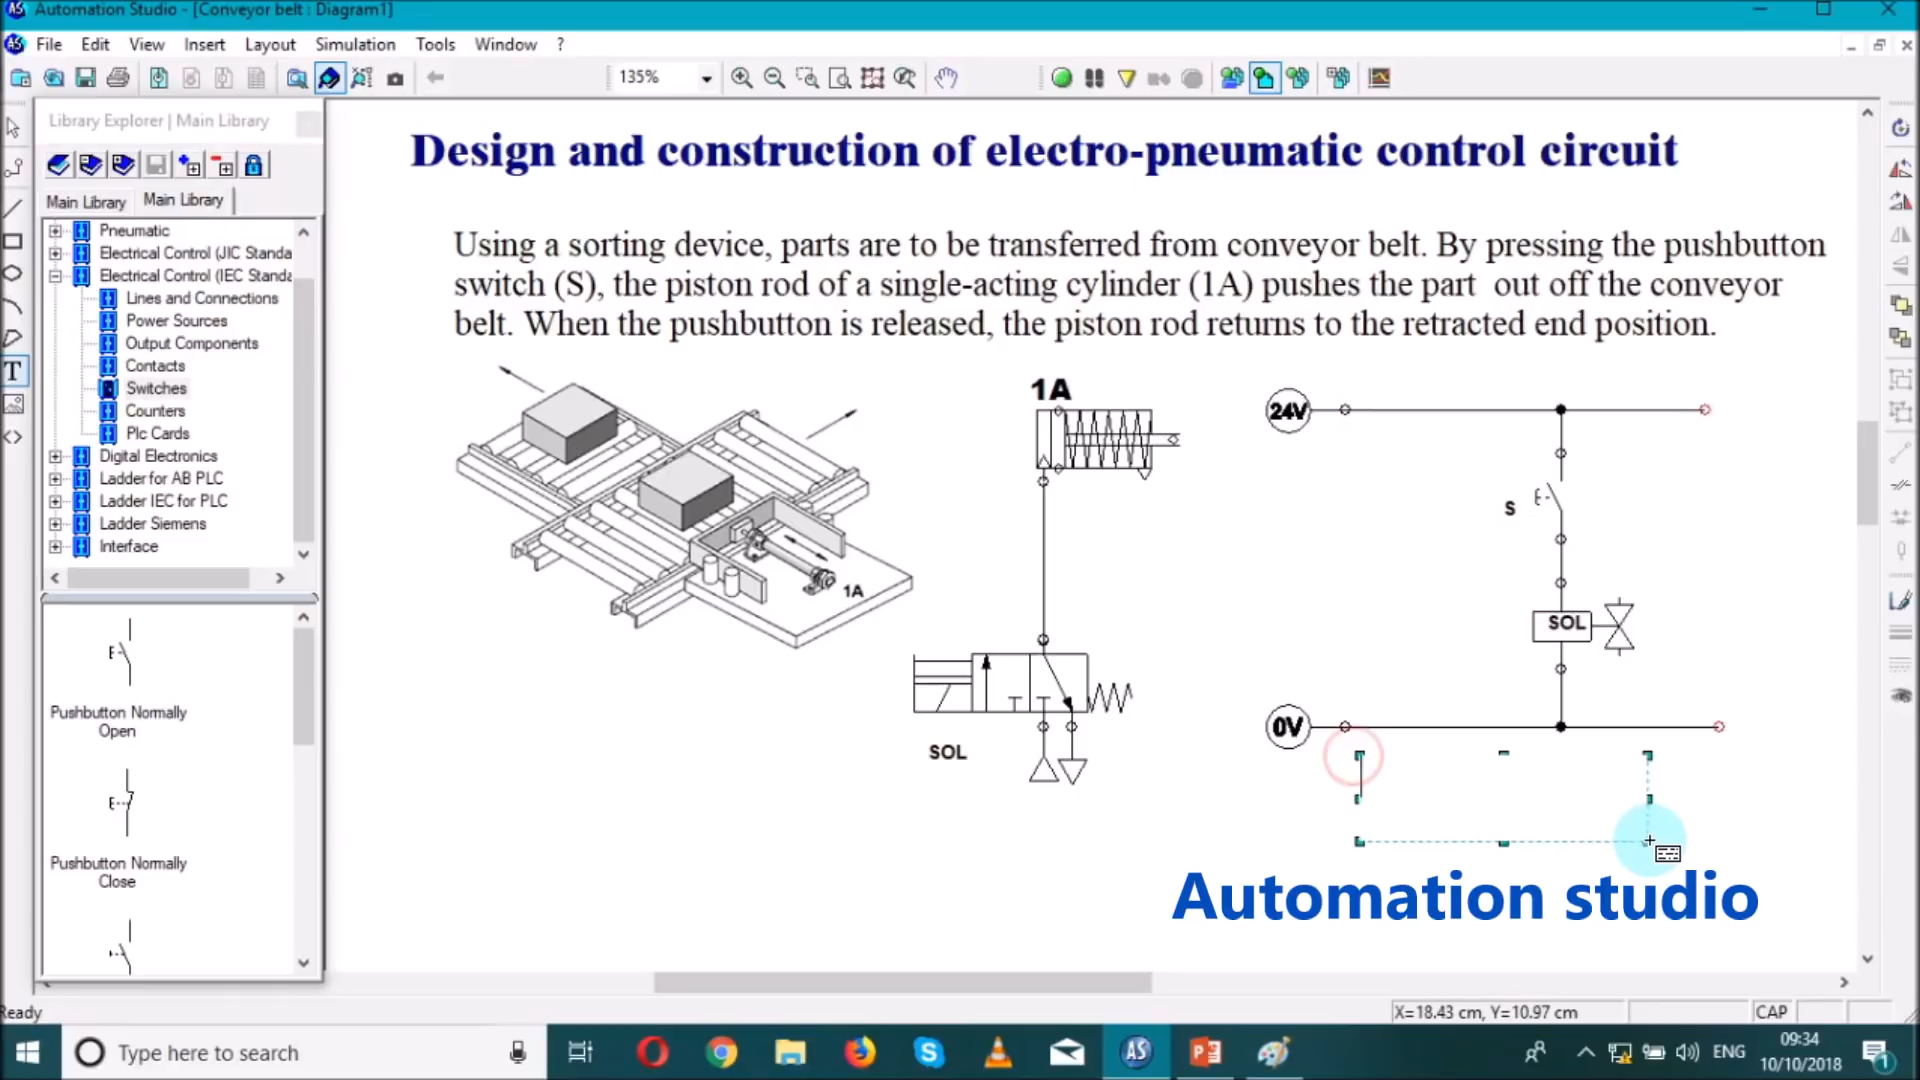 Automation Studio - [Conveyor belt : Diagram1]
File Edit View Insert Layout Simulation Tools Window ?
135%
Library Explorer | Main Library
Main Library Main Library
Pneumatic
Electrical Control (JIC Standa
Electrical Control (IEC Standa
Lines and Connections
Power Sources
Output Components
Contacts
Switches
Counters
Plc Cards
Digital Electronics
Ladder for AB PLC
Ladder IEC for PLC
Ladder Siemens
Interface
Pushbutton Normally
Open
Pushbutton Normally
Close
Design and construction of electro-pneumatic control circuit
Using a sorting device, parts are to be transferred from conveyor belt. By pressing the pushbutton
switch (S), the piston rod of a single-acting cylinder (1A) pushes the part out off the conveyor
belt. When the pushbutton is released, the piston rod returns to the retracted end position.
1A
1A
SOL
24V
S
SOL
0V
Automation studio
Ready
X=18.43 cm, Y=10.97 cm
CAP
Type here to search
AS
ENG
09:34
10/10/2018
1